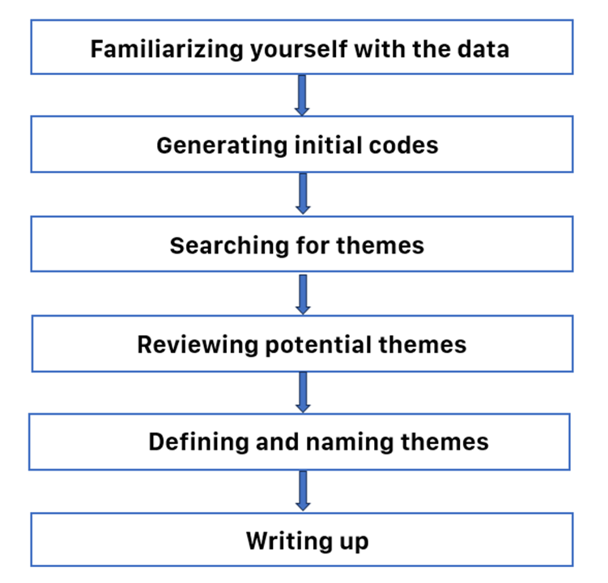 Familiarizing yourself with the data
Generating initial codes
Searching for themes
Reviewing potential themes
Defining and naming themes
Writing up